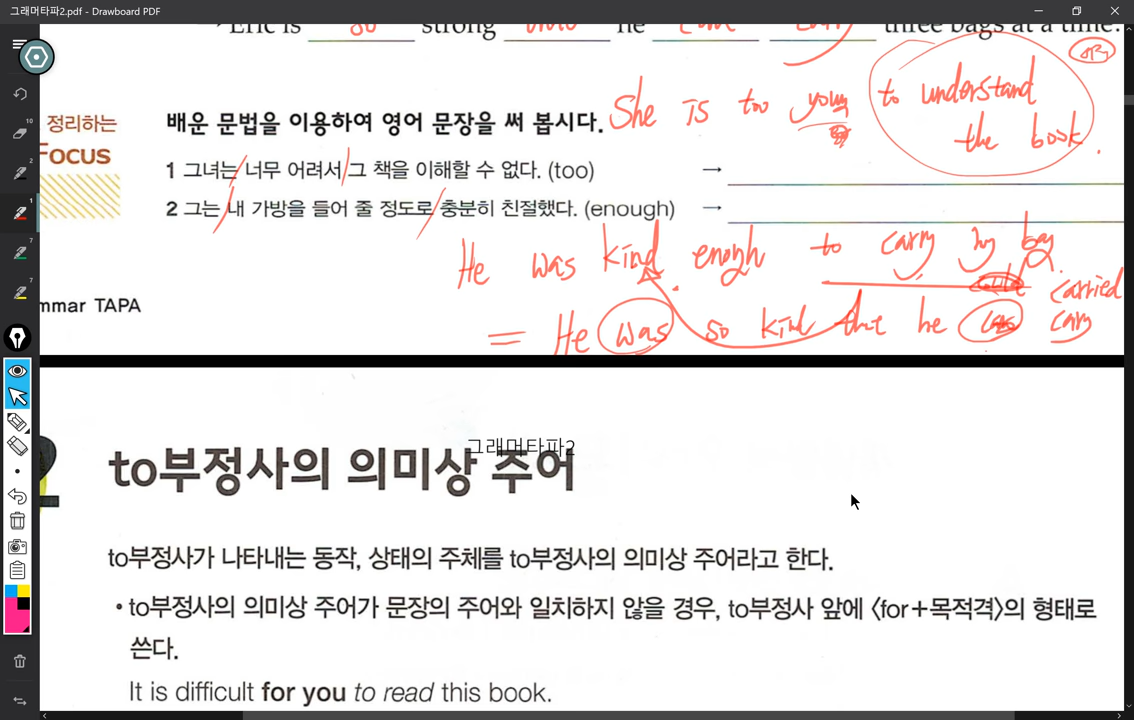 그래머타파2.pdf - Drawboard PDF
Eric is so strong he can carry three bags at a time.
정리하는
Focus
배운 문법을 이용하여 영어 문장을 써 봅시다.
She is too young to understand
the book.
1 그녀는 너무 어려서 그 책을 이해할 수 없다. (too) →
2 그는 내 가방을 들어 줄 정도로 충분히 친절했다. (enough) →
He was kind enogh to carry my bag.
carried
= He was so kind that he carry
mmar TAPA
그래머타파2
to부정사의 의미상 주어
to부정사가 나타내는 동작, 상태의 주체를 to부정사의 의미상 주어라고 한다.
• to부정사의 의미상 주어가 문장의 주어와 일치하지 않을 경우, to부정사 앞에 〈for+목적격〉의 형태로
쓴다.
It is difficult for you to read this book.
10
2
1
7
7